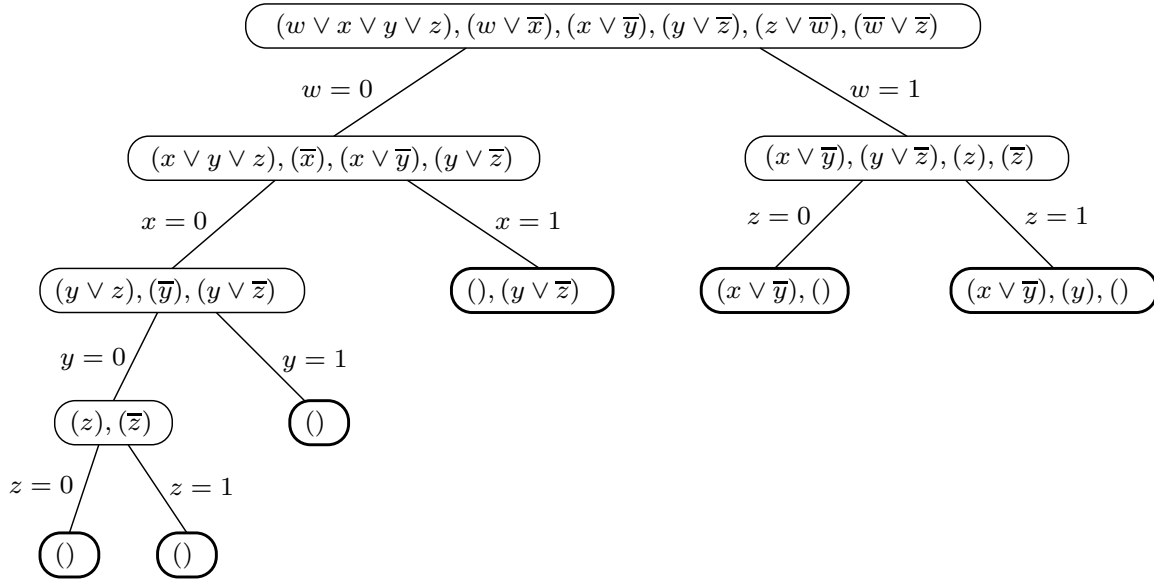 (w ∨ x ∨ y ∨ z), (w ∨ x̅), (x ∨ y̅), (y ∨ z̅), (z ∨ w̅), (w̅ ∨ z̅)
w = 0 w = 1
(x ∨ y ∨ z), (x̅), (x ∨ y̅), (y ∨ z̅) (x ∨ y̅), (y ∨ z̅), (z), (z̅)
x = 0 x = 1 z = 0 z = 1
(y ∨ z), (y̅), (y ∨ z̅) (), (y ∨ z̅) (x ∨ y̅), () (x ∨ y̅), (y), ()
y = 0 y = 1
(z), (z̅) ()
z = 0 z = 1
() ()